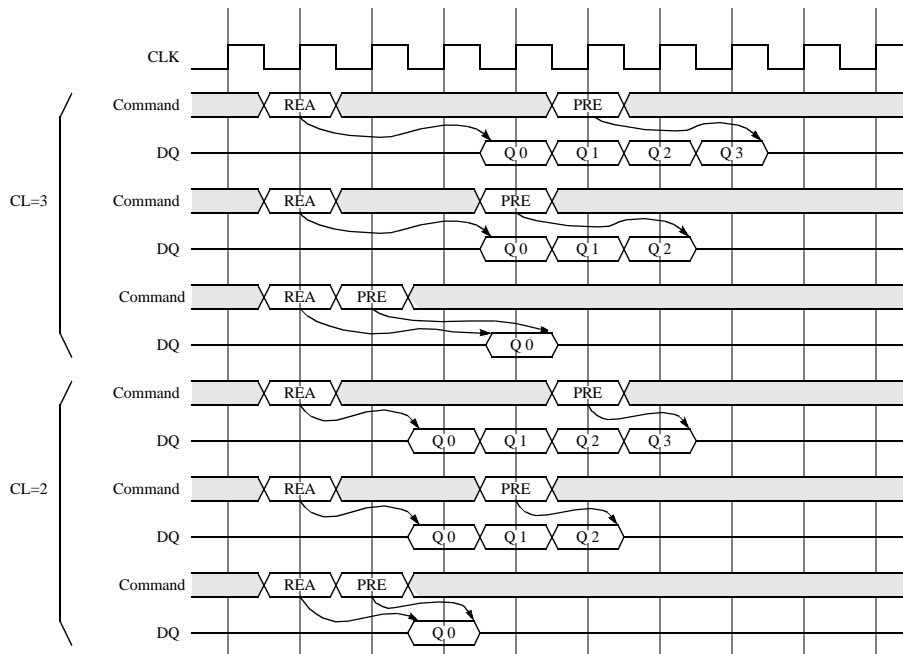 CLK
Command REA PRE
DQ Q 0 Q 1 Q 2 Q 3
CL=3
Command REA PRE
DQ Q 0 Q 1 Q 2
Command REA PRE
DQ Q 0
Command REA PRE
DQ Q 0 Q 1 Q 2 Q 3
CL=2
Command REA PRE
DQ Q 0 Q 1 Q 2
Command REA PRE
DQ Q 0